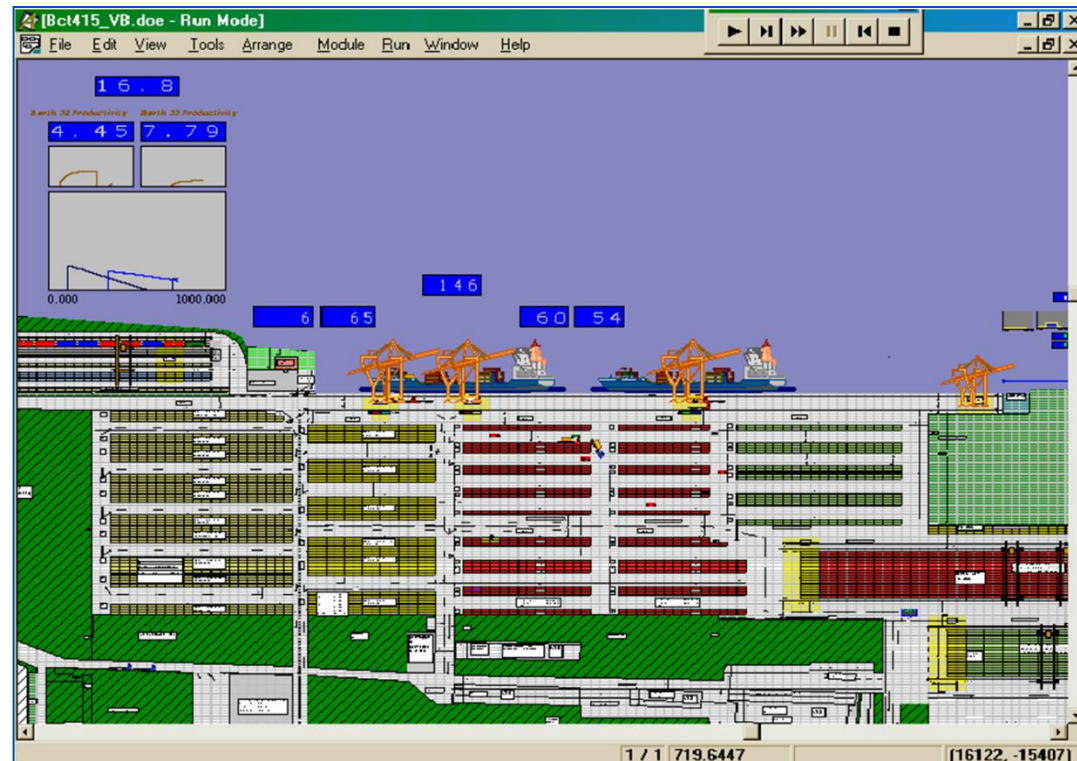 [Bct415_VB.doe - Run Mode]
File Edit View Tools Arrange Module Run Window Help
16.8
Berth 32 Productivity Berth 33 Productivity
4.45 7.79
0.000 1000.000
146
6 65 60 54
1 / 1 719.6447 (16122, -15407)